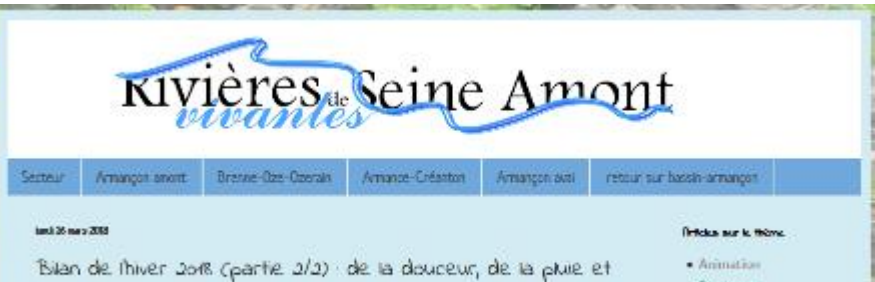 Rivières de Seine Amont
vivantes
Secteur Armançon amont Brenne-Oze-Ozerain Armance-Créanton Armançon aval retour sur bassin-armançon
lundi 26 mars 2018
Articles sur le thème
Bilan de l'hiver 2018 (partie 2/2) : de la douceur, de la pluie et
• Animation